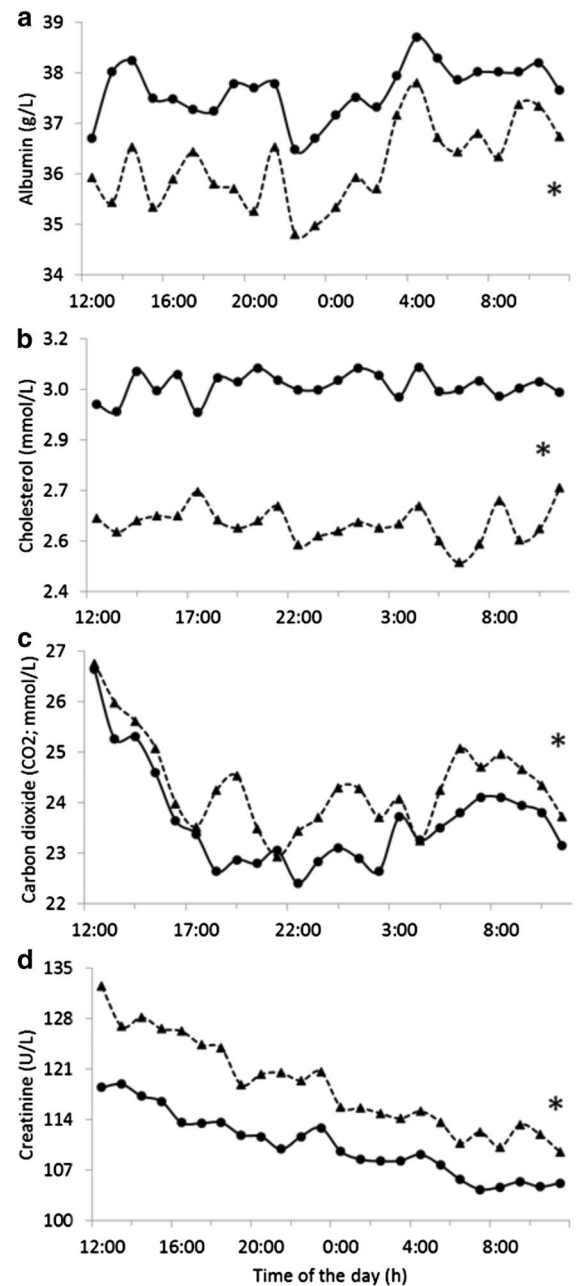 a
39
38
37
36
35
34
Albumin (g/L)
*
12:00 16:00 20:00 0:00 4:00 8:00
b
3.2
3.0
2.9
2.7
2.6
2.4
Cholesterol (mmol/L)
*
12:00 17:00 22:00 3:00 8:00
c
27
26
25
24
23
22
Carbon dioxide (CO2; mmol/L)
*
12:00 17:00 22:00 3:00 8:00
d
135
128
121
114
107
100
Creatinine (U/L)
*
12:00 16:00 20:00 0:00 4:00 8:00
Time of the day (h)